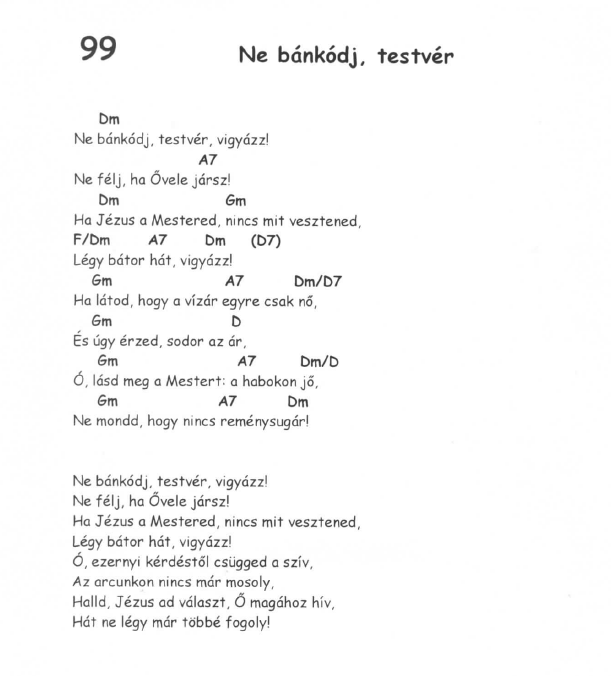 99 Ne bánkódj, testvér
Dm
Ne bánkódj, testvér, vigyázz!
A7
Ne félj, ha Ővele jársz!
Dm Gm
Ha Jézus a Mestered, nincs mit vesztened,
F/Dm A7 Dm (D7)
Légy bátor hát, vigyázz!
Gm A7 Dm/D7
Ha látod, hogy a vízár egyre csak nő,
Gm D
És úgy érzed, sodor az ár,
Gm A7 Dm/D
Ó, lásd meg a Mestert: a habokon jő,
Gm A7 Dm
Ne mondd, hogy nincs reménysugár!
Ne bánkódj, testvér, vigyázz!
Ne félj, ha Ővele jársz!
Ha Jézus a Mestered, nincs mit vesztened,
Légy bátor hát, vigyázz!
Ó, ezernyi kérdéstől csügged a szív,
Az arcunkon nincs már mosoly,
Halld, Jézus ad választ, Ő magához hív,
Hát ne légy már többé fogoly!